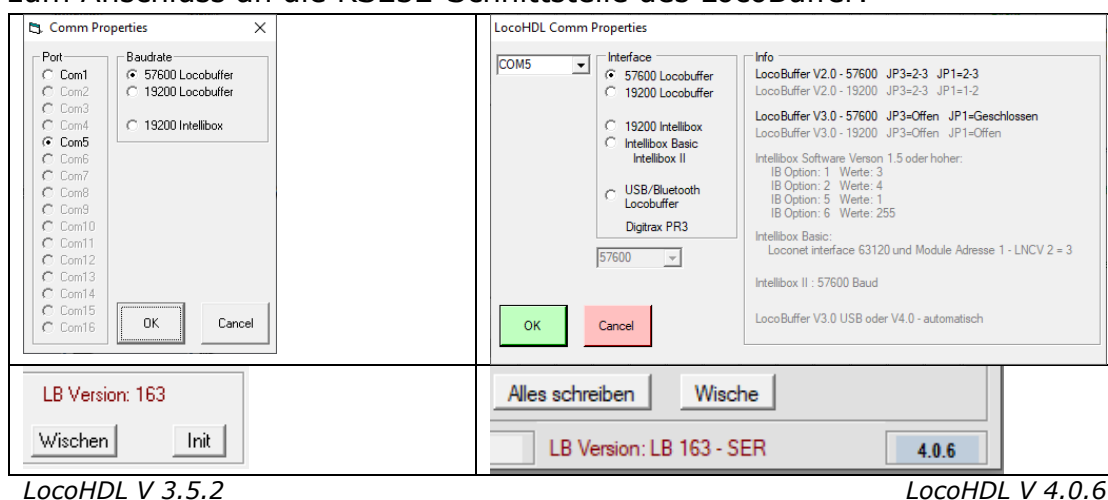 zum Anschluss an die RS232 Schnittstelle des LocoBuffer:
Comm Properties
Port
Com1
Com2
Com3
Com4
Com5
Com6
Com7
Com8
Com9
Com10
Com11
Com12
Com13
Com14
Com15
Com16
Baudrate
57600 Locobuffer
19200 Locobuffer
19200 Intellibox
OK
Cancel
LocoHDL Comm Properties
COM5
Interface
57600 Locobuffer
19200 Locobuffer
19200 Intellibox
Intellibox Basic
Intellibox II
USB/Bluetooth
Locobuffer
Digitrax PR3
57600
OK
Cancel
Info
LocoBuffer V2.0 - 57600 JP3=2-3 JP1=2-3
LocoBuffer V2.0 - 19200 JP3=2-3 JP1=1-2
LocoBuffer V3.0 - 57600 JP3=Offen JP1=Geschlossen
LocoBuffer V3.0 - 19200 JP3=Offen JP1=Offen
Intellibox Software Verson 1.5 oder hoher:
IB Option: 1 Werte: 3
IB Option: 2 Werte: 4
IB Option: 5 Werte: 1
IB Option: 6 Werte: 255
Intellibox Basic:
Loconet interface 63120 und Module Adresse 1 - LNCV 2 = 3
Intellibox II : 57600 Baud
LocoBuffer V3.0 USB oder V4.0 - automatisch
LB Version: 163
Wischen
Init
Alles schreiben
Wische
LB Version: LB 163 - SER
4.0.6
LocoHDL V 3.5.2
LocoHDL V 4.0.6